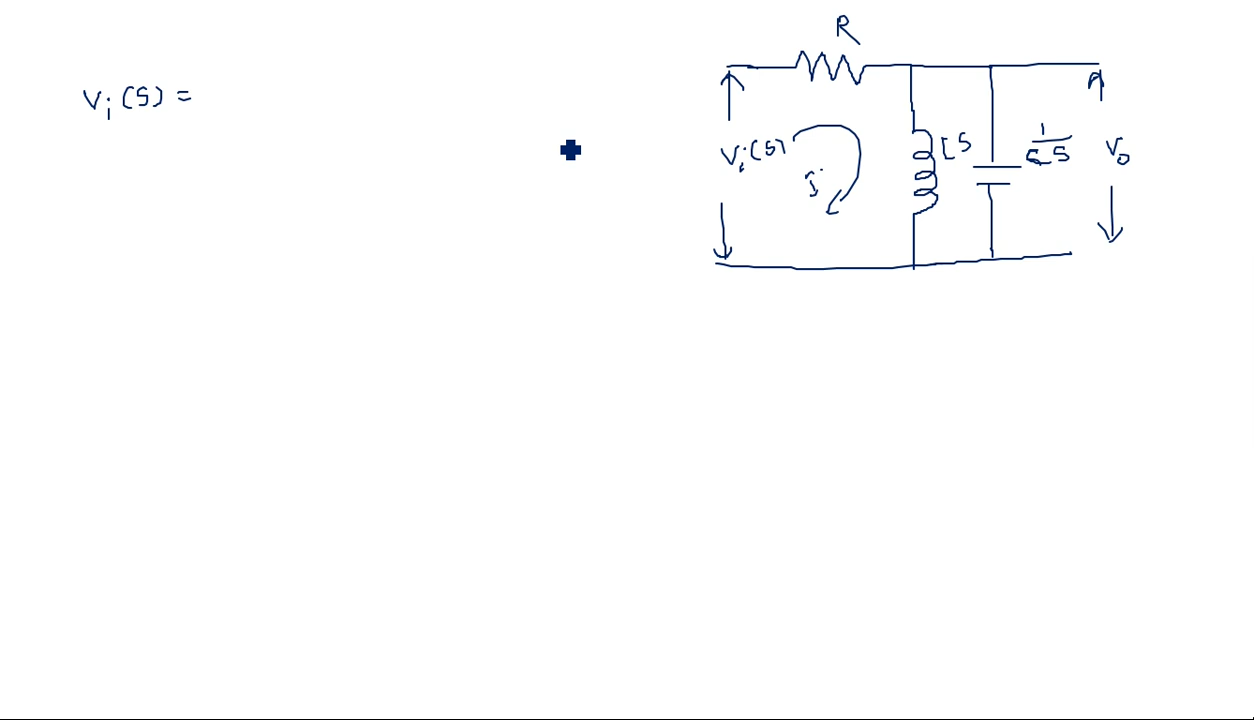 R
Vi(S) =
Vi(S)
i
LS
1/CS
Vo